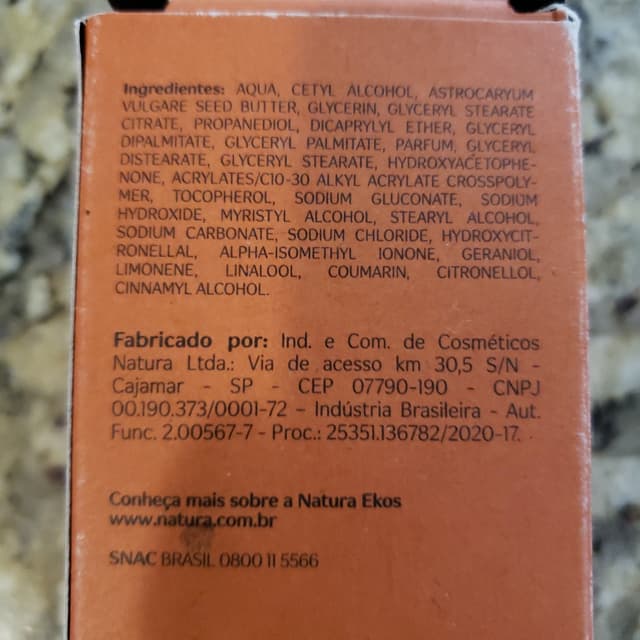 Ingredientes: AQUA, CETYL ALCOHOL, ASTROCARYUM
VULGARE SEED BUTTER, GLYCERIN, GLYCERYL STEARATE
CITRATE, PROPANEDIOL, DICAPRYLYL ETHER, GLYCERYL
DIPALMITATE, GLYCERYL PALMITATE, PARFUM, GLYCERYL
DISTEARATE, GLYCERYL STEARATE, HYDROXYACETOPHE-
NONE, ACRYLATES/C10-30 ALKYL ACRYLATE CROSSPOLY-
MER, TOCOPHEROL, SODIUM GLUCONATE, SODIUM
HYDROXIDE, MYRISTYL ALCOHOL, STEARYL ALCOHOL,
SODIUM CARBONATE, SODIUM CHLORIDE, HYDROXYCIT-
RONELLAL, ALPHA-ISOMETHYL IONONE, GERANIOL,
LIMONENE, LINALOOL, COUMARIN, CITRONELLOL,
CINNAMYL ALCOHOL.
Fabricado por: Ind. e Com. de Cosméticos
Natura Ltda.: Via de acesso km 30,5 S/N -
Cajamar - SP - CEP 07790-190 - CNPJ
00.190.373/0001-72 – Indústria Brasileira - Aut.
Func. 2.00567-7 - Proc.: 25351.136782/2020-17.
Conheça mais sobre a Natura Ekos
www.natura.com.br
SNAC BRASIL 0800 11 5566